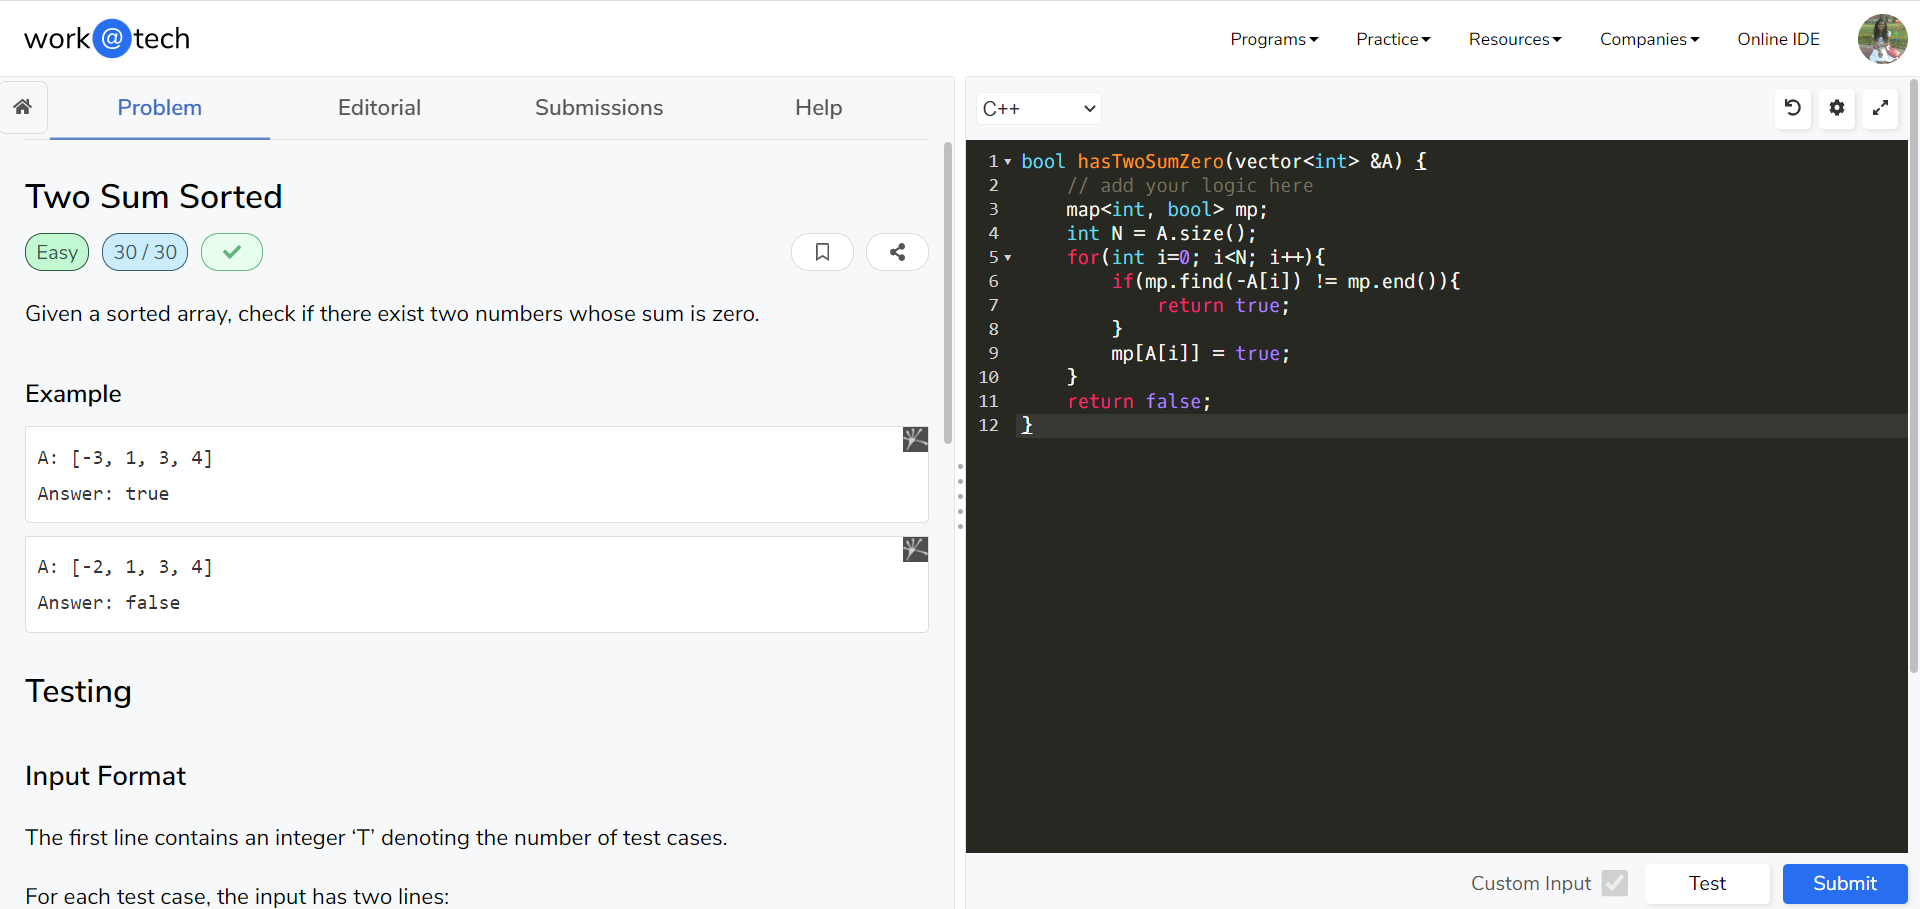 work@tech
Programs Practice Resources Companies Online IDE
Problem Editorial Submissions Help
Two Sum Sorted
Easy 30 / 30
Given a sorted array, check if there exist two numbers whose sum is zero.
Example
A: [-3, 1, 3, 4]
Answer: true
A: [-2, 1, 3, 4]
Answer: false
Testing
Input Format
The first line contains an integer ‘T’ denoting the number of test cases.
For each test case, the input has two lines:
C++
1 bool hasTwoSumZero(vector<int> &A) {
2     // add your logic here
3     map<int, bool> mp;
4     int N = A.size();
5     for(int i=0; i<N; i++){
6         if(mp.find(-A[i]) != mp.end()){
7             return true;
8         }
9         mp[A[i]] = true;
10     }
11     return false;
12 }
Custom Input Test Submit